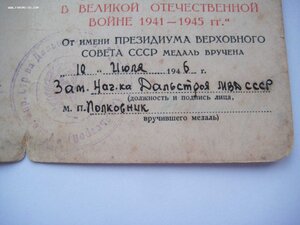 В ВЕЛИКОЙ ОТЕЧЕСТВЕННОЙ
ВОЙНЕ 1941—1945 гг."
От имени ПРЕЗИДИУМА ВЕРХОВНОГО
СОВЕТА СССР МЕДАЛЬ ВРУЧЕНА
10 Июля 1946 г.
Зам. Нач-ка Дальстроя МВД СССР
(должность и подпись лица,
М. П. Полковник
вручившего медаль)